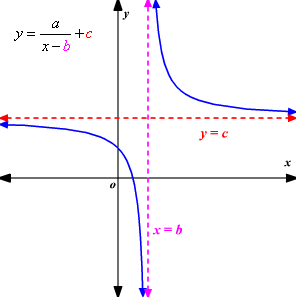 y = a/(x − b) + c
y
y = c
x
o
x = b